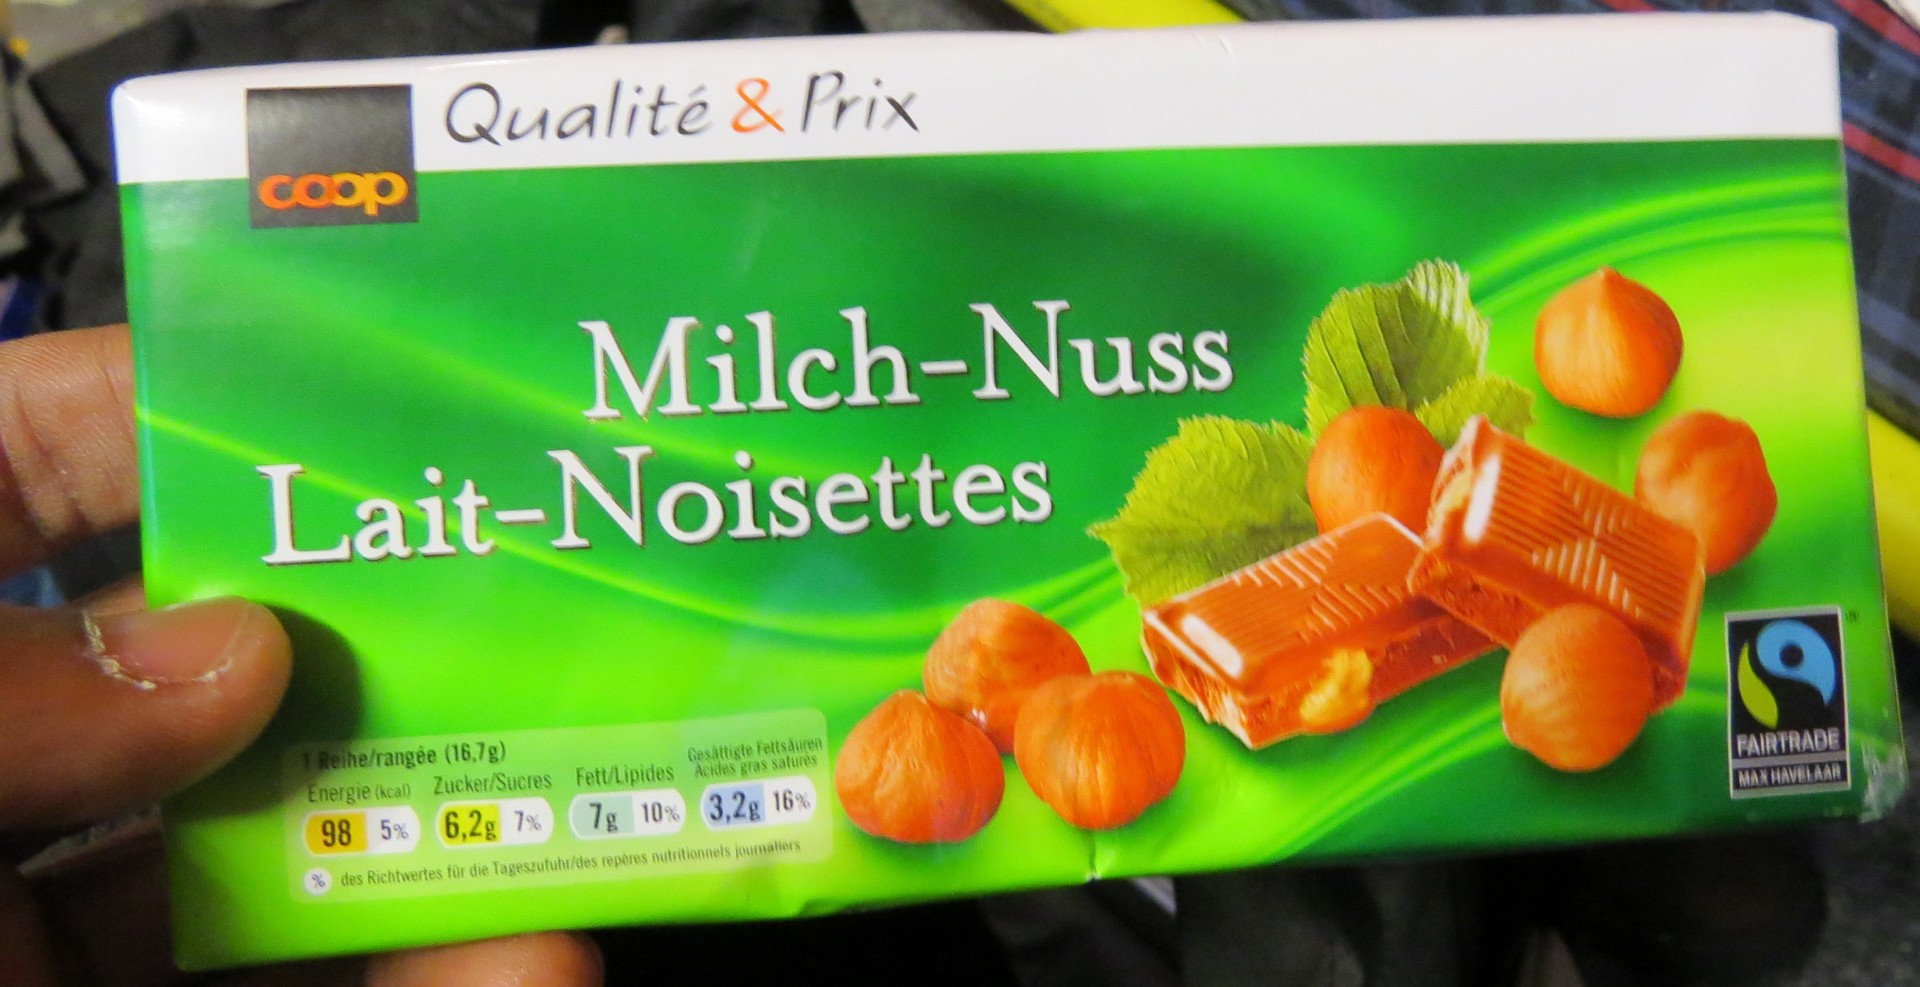 Qualité & Prix
coop
Milch-Nuss
Lait-Noisettes
1 Reihe/rangée (16,7g)
Energie (kcal) Zucker/Sucres Fett/Lipides Gesättigte Fettsäuren
Acides gras saturés
98 5% 6,2g 7% 7g 10% 3,2g 16%
% des Richtwertes für die Tageszufuhr/des repères nutritionnels journaliers
FAIRTRADE
MAX HAVELAAR